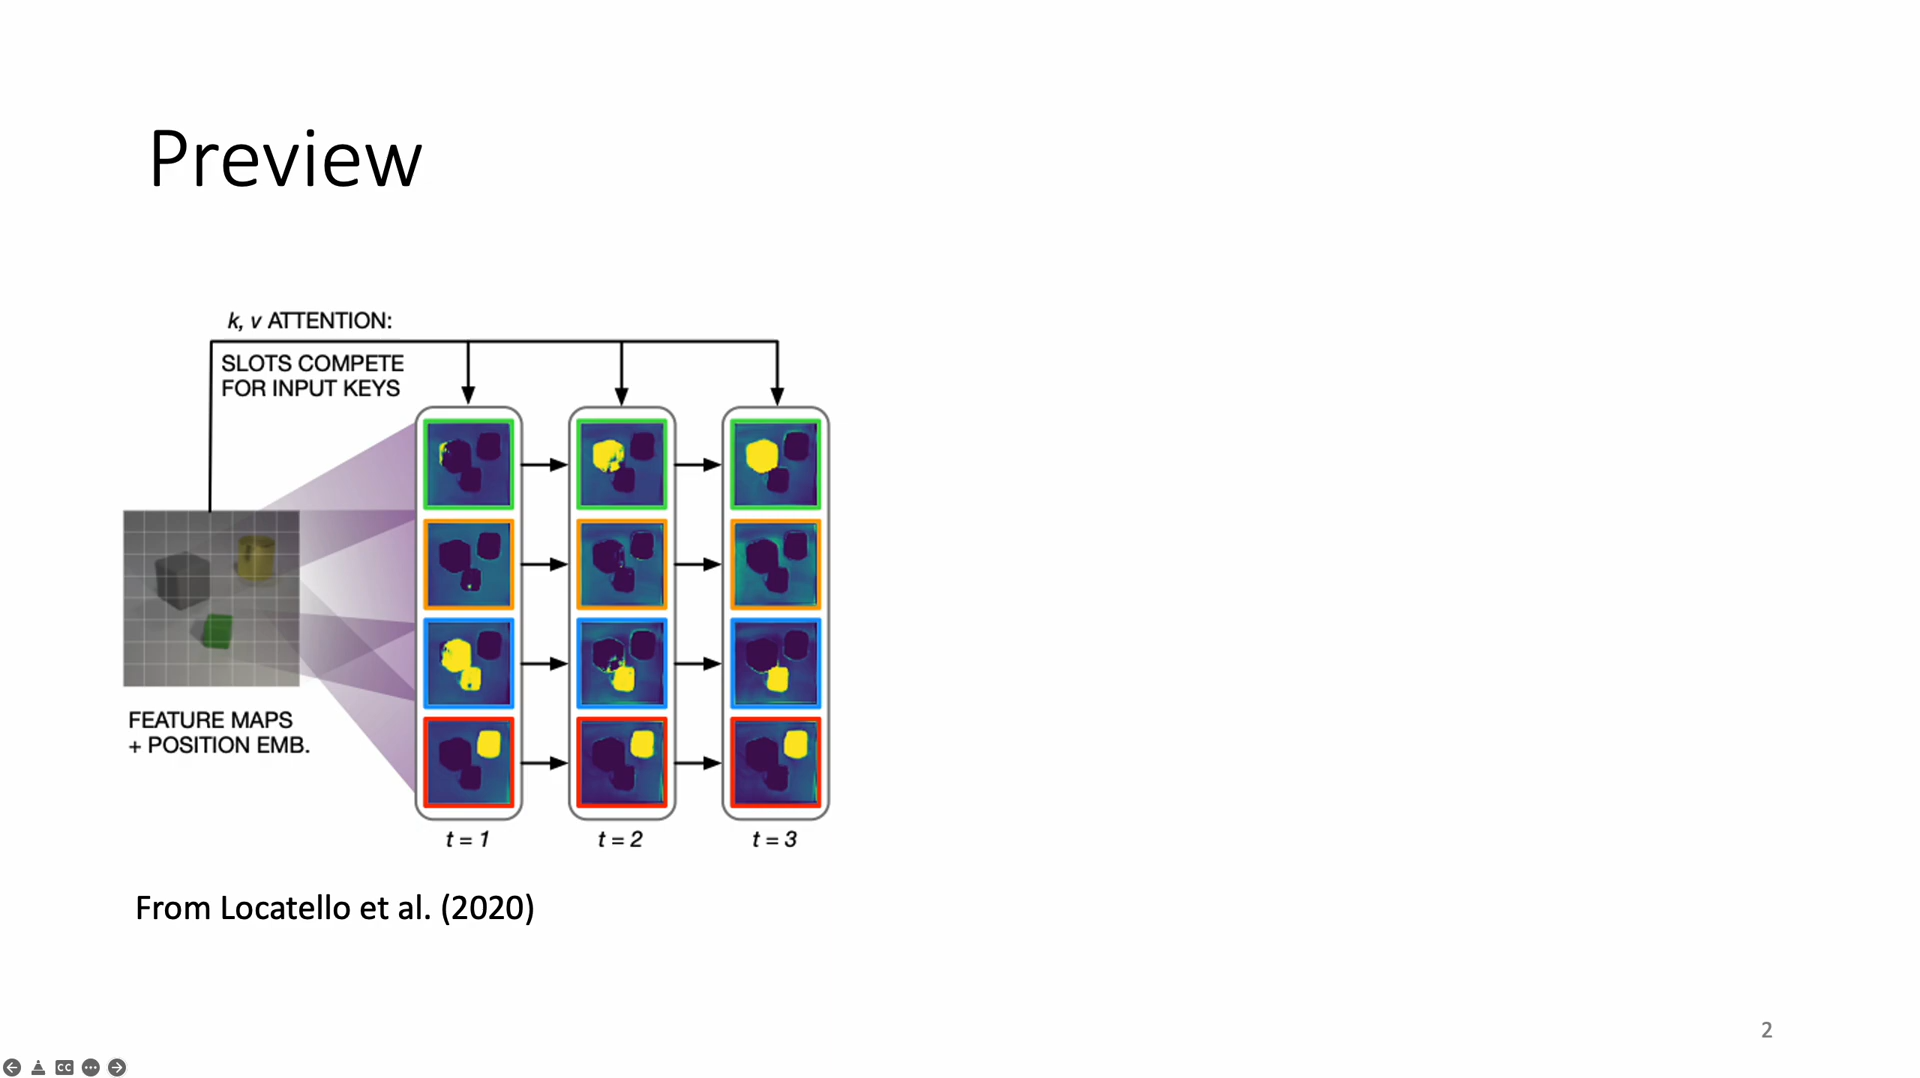 Preview
k, v ATTENTION:
SLOTS COMPETE
FOR INPUT KEYS
FEATURE MAPS
+ POSITION EMB.
t = 1
t = 2
t = 3
From Locatello et al. (2020)
2
CC